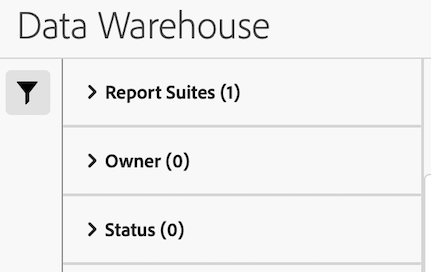 Data Warehouse
Report Suites (1)
Owner (0)
Status (0)